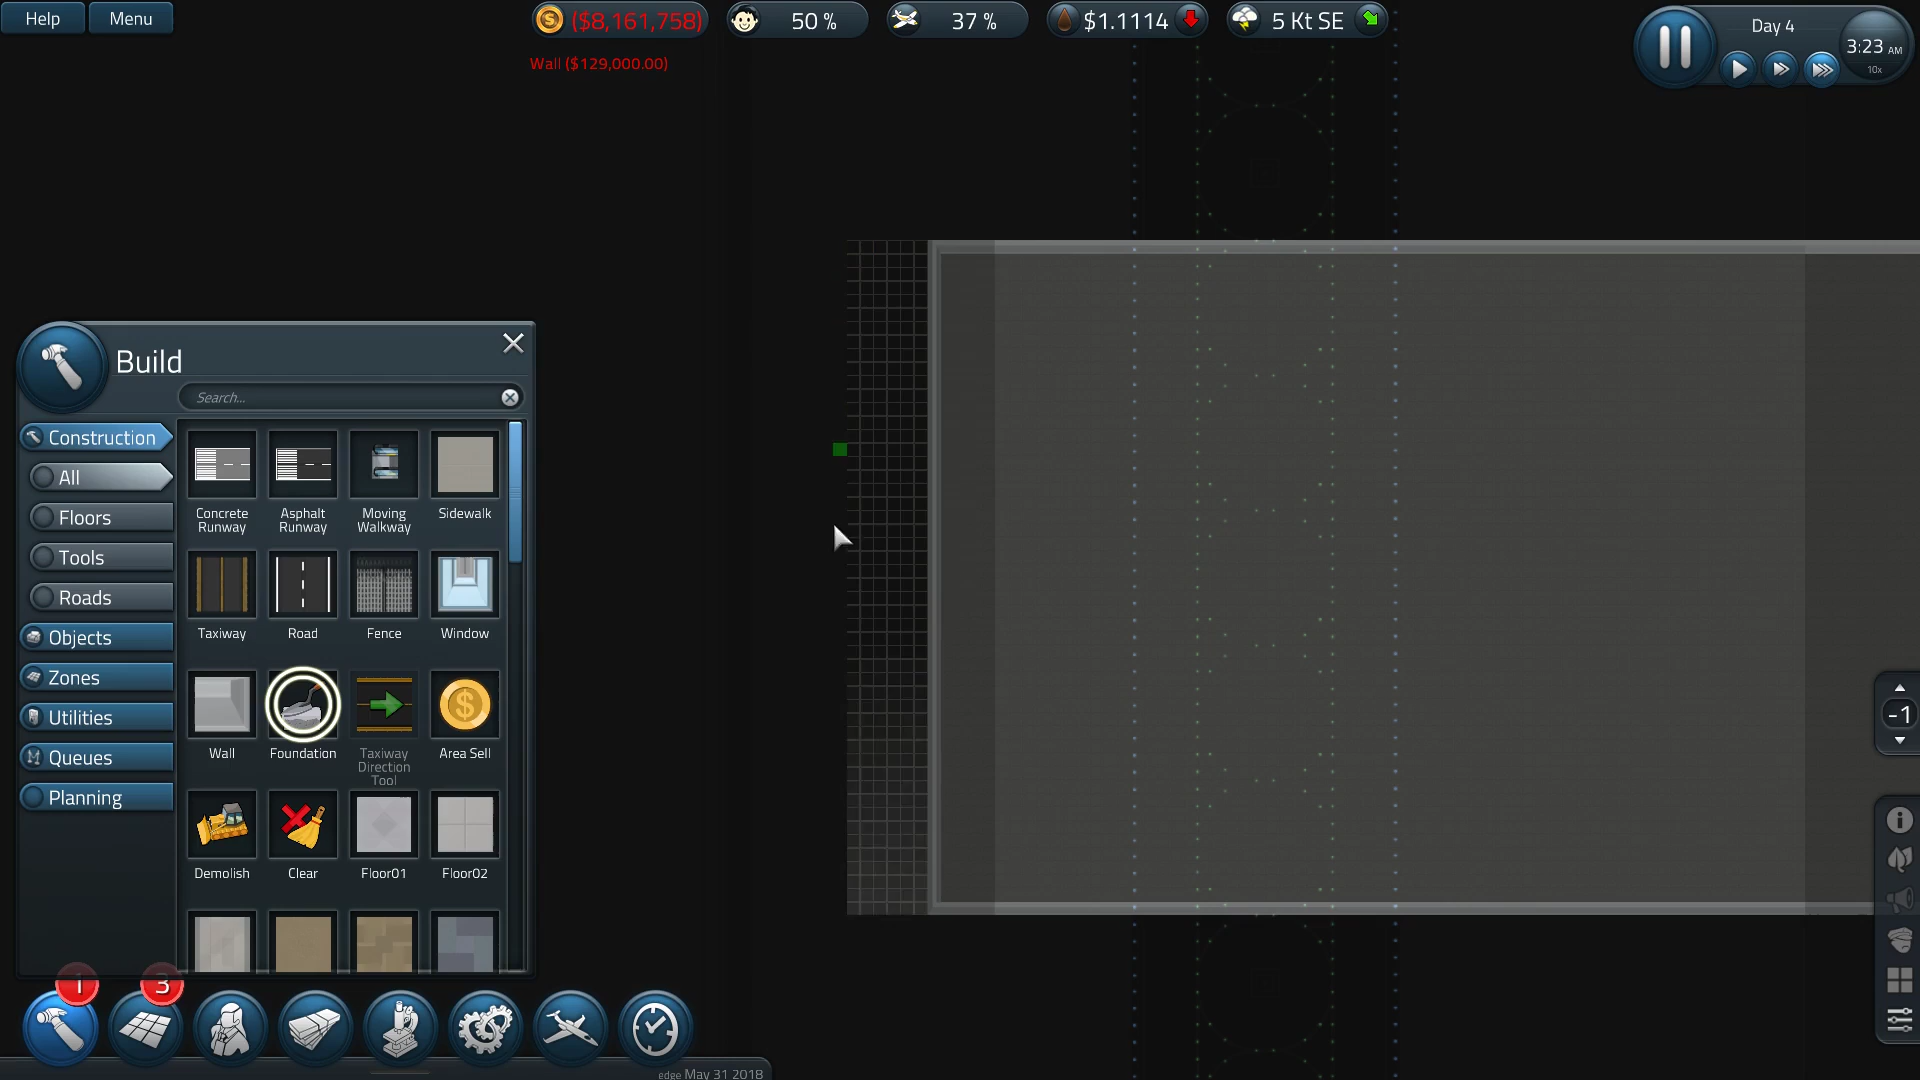 Help
Menu
($8,161,758)
50 %
37 %
$1.1114
5 Kt SE
Wall ($129,000.00)
Day 4
3:23 AM
10x
Build
Search...
Construction
All
Floors
Tools
Roads
Objects
Zones
Utilities
Queues
Planning
Concrete
Runway
Asphalt
Runway
Moving
Walkway
Sidewalk
Taxiway
Road
Fence
Window
Wall
Foundation
Taxiway
Direction
Tool
Area Sell
Demolish
Clear
Floor01
Floor02
-1
1
3
edge May 31 2018